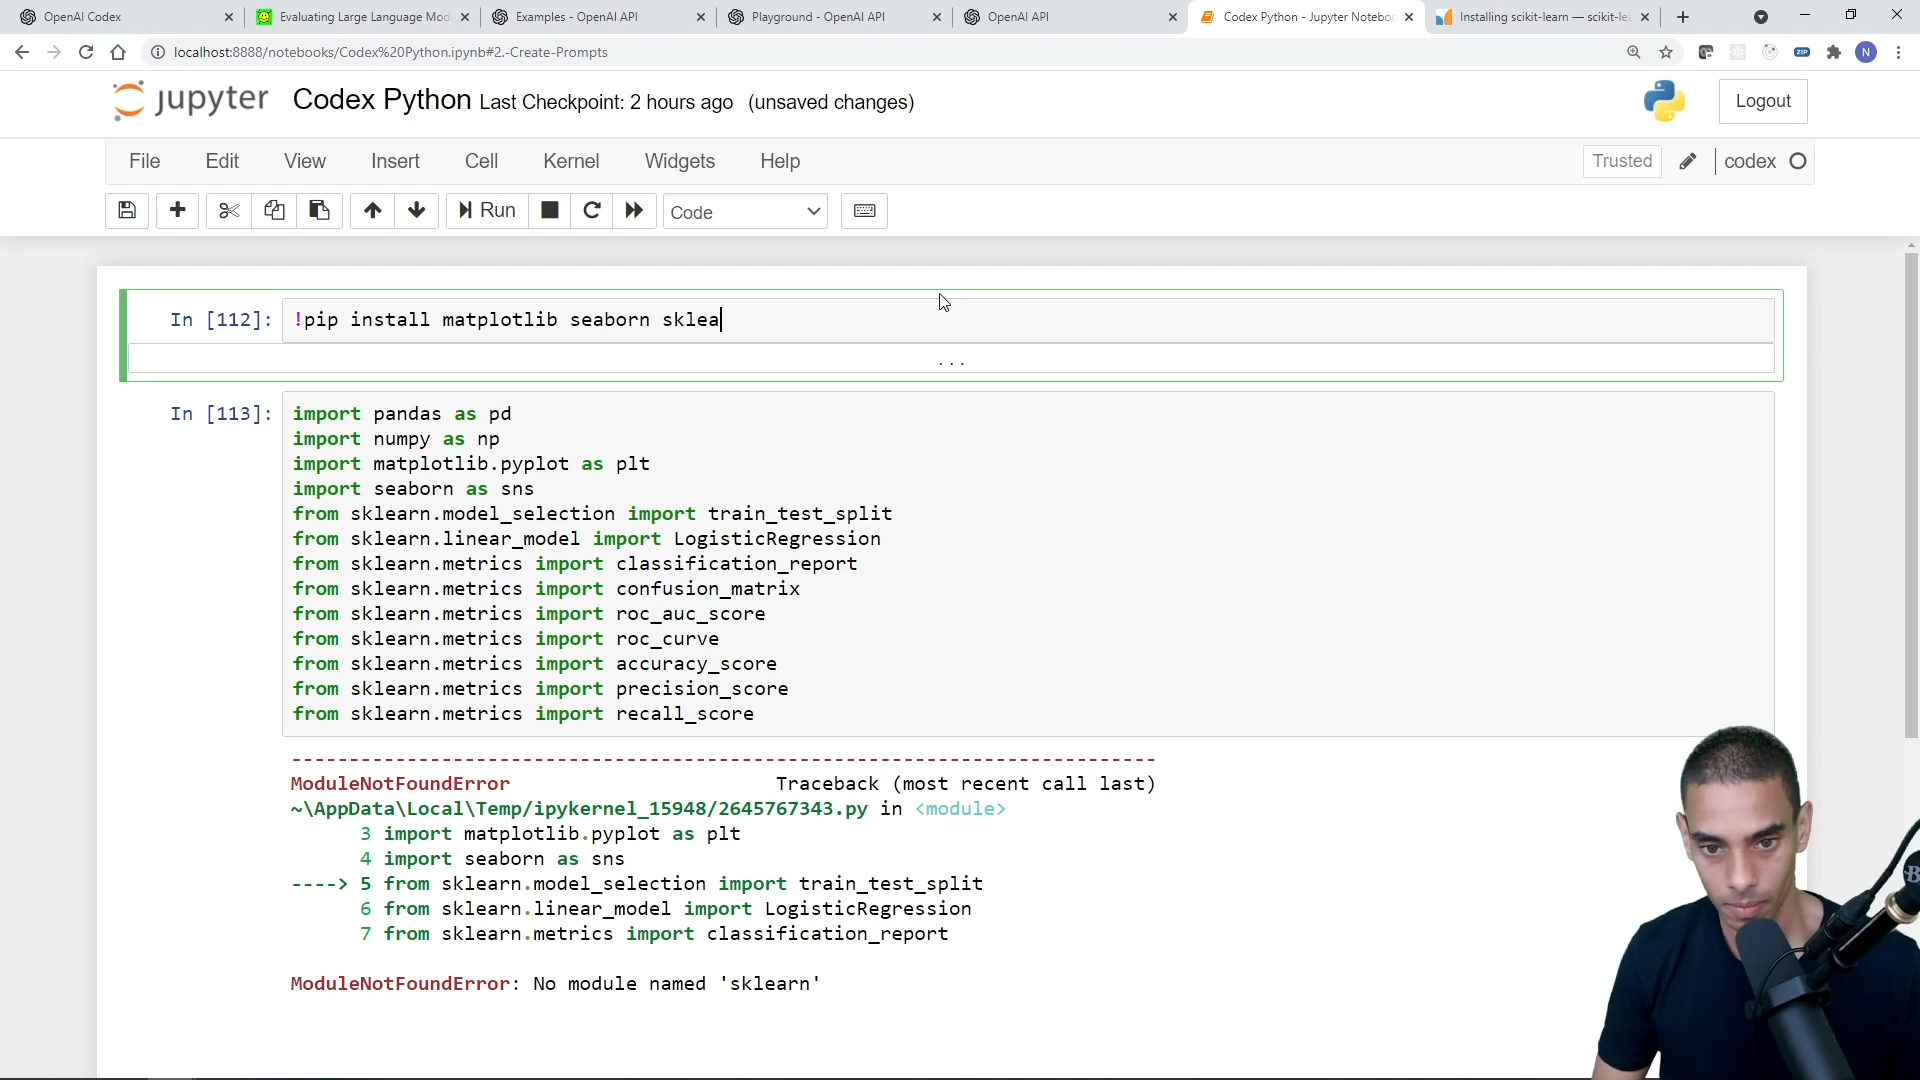 OpenAI Codex
Evaluating Large Language Mod
Examples - OpenAI API
Playground - OpenAI API
OpenAI API
Codex Python - Jupyter Noteboo
Installing scikit-learn — scikit-lea
localhost:8888/notebooks/Codex%20Python.ipynb#2.-Create-Prompts
ZIP
N
jupyter
Codex Python
Last Checkpoint: 2 hours ago (unsaved changes)
Logout
File
Edit
View
Insert
Cell
Kernel
Widgets
Help
Trusted
codex
Run
Code
In [112]:
!pip install matplotlib seaborn sklea
...
In [113]:
import pandas as pd
import numpy as np
import matplotlib.pyplot as plt
import seaborn as sns
from sklearn.model_selection import train_test_split
from sklearn.linear_model import LogisticRegression
from sklearn.metrics import classification_report
from sklearn.metrics import confusion_matrix
from sklearn.metrics import roc_auc_score
from sklearn.metrics import roc_curve
from sklearn.metrics import accuracy_score
from sklearn.metrics import precision_score
from sklearn.metrics import recall_score
---------------------------------------------------------------------------
ModuleNotFoundError Traceback (most recent call last)
~\AppData\Local\Temp/ipykernel_15948/2645767343.py in <module>
3 import matplotlib.pyplot as plt
4 import seaborn as sns
----> 5 from sklearn.model_selection import train_test_split
6 from sklearn.linear_model import LogisticRegression
7 from sklearn.metrics import classification_report
ModuleNotFoundError: No module named 'sklearn'